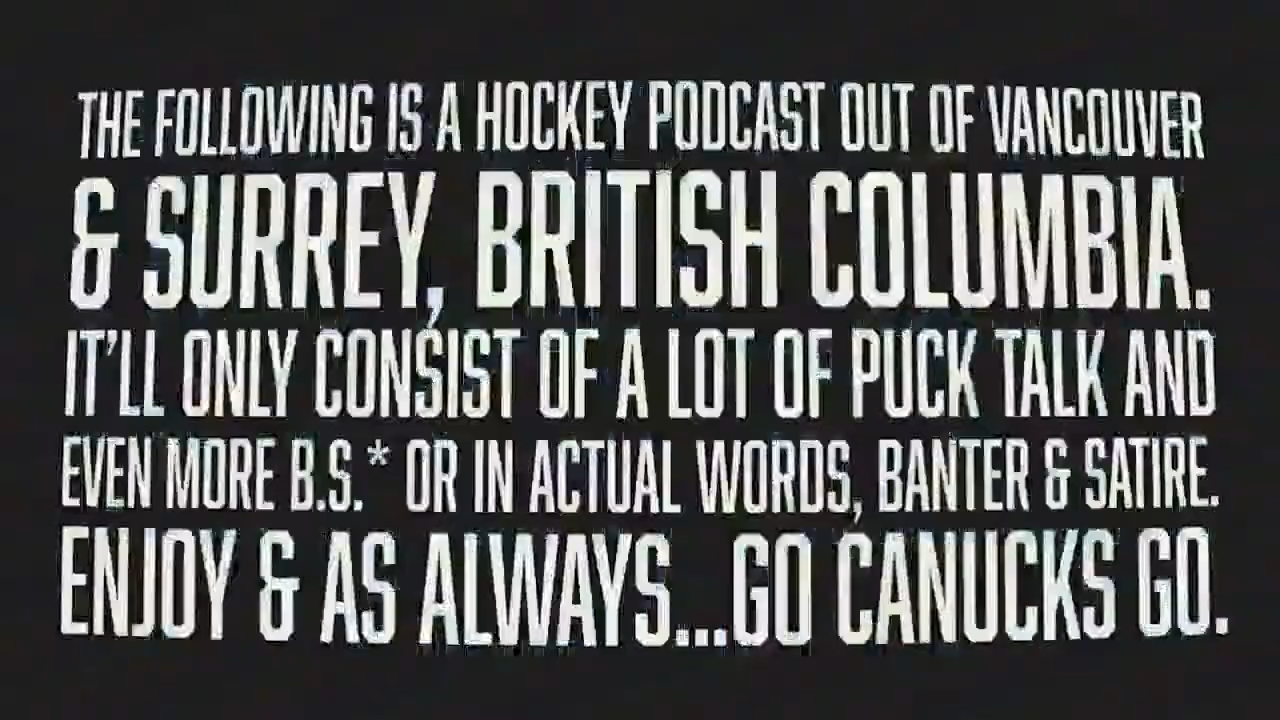 THE FOLLOWING IS A HOCKEY PODCAST OUT OF VANCOUVER
& SURREY, BRITISH COLUMBIA.
IT'LL ONLY CONSIST OF A LOT OF PUCK TALK AND
EVEN MORE B.S.* OR IN ACTUAL WORDS, BANTER & SATIRE.
ENJOY & AS ALWAYS...GO CANUCKS GO.